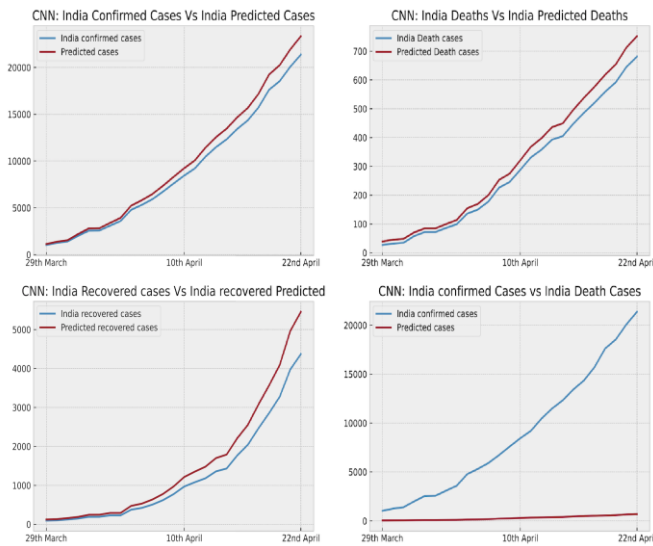 CNN: India Confirmed Cases Vs India Predicted Cases
India confirmed cases
Predicted cases
20000
15000
10000
5000
0
29th March
10th April
22nd April
CNN: India Deaths Vs India Predicted Deaths
India Death cases
Predicted Death cases
700
600
500
400
300
200
100
0
29th March
10th April
22nd April
CNN: India Recovered cases Vs India recovered Predicted
India recovered cases
Predicted recovered cases
5000
4000
3000
2000
1000
0
29th March
10th April
22nd April
CNN: India confirmed Cases vs India Death Cases
India confirmed cases
Predicted cases
20000
15000
10000
5000
0
29th March
10th April
22nd April